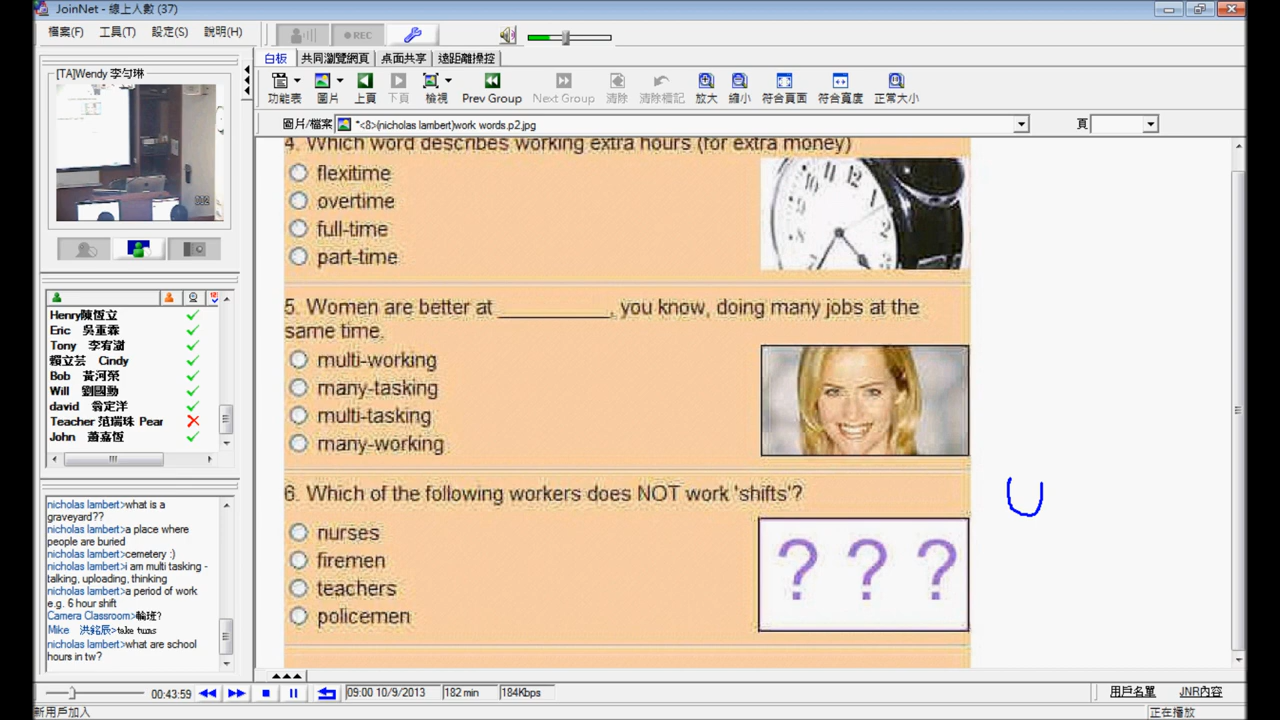 JoinNet - 線上人數 (37)
檔案(F) 工具(T) 設定(S) 說明(H)
REC
[TA]Wendy 李勻琳
白板 共同瀏覽網頁 桌面共享 遠距離操控
功能表 圖片 上頁 下頁 檢視 Prev Group Next Group 清除 清除標記 放大 縮小 符合頁面 符合寬度 正常大小
圖片/檔案 *<8>(nicholas lambert)work words.p2.jpg 頁
4. Which word describes working extra hours (for extra money)
flexitime
overtime
full-time
part-time
5. Women are better at __________, you know, doing many jobs at the
same time.
multi-working
many-tasking
multi-tasking
many-working
6. Which of the following workers does NOT work 'shifts'?
nurses
firemen
teachers
policemen
? ? ?
U
Henry陳恆立
Eric 吳重霖
Tony 李宥澍
賴立芸 Cindy
Bob 黃河榮
Will 劉國勳
david 翁定洋
Teacher 范瑞珠 Pear
John 蕭嘉恆
nicholas lambert>what is a
graveyard??
nicholas lambert>a place where
people are buried
nicholas lambert>cemetery :)
nicholas lambert>i am multi tasking -
talking, uploading, thinking
nicholas lambert>a period of work
e.g. 6 hour shift
Camera Classroom>輪班?
Mike 洪銘辰>take turns
nicholas lambert>what are school
hours in tw?
00:43:59 09:00 10/9/2013 182 min 184Kbps 用戶名單 JNR內容
新用戶加入 正在播放